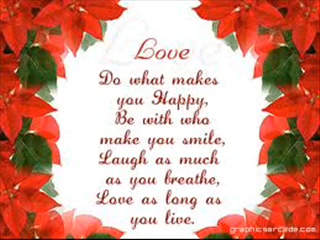 Love
Do what makes
you Happy,
Be with who
make you smile,
Laugh as much
as you breathe,
Love as long as
you live.
graphicsarcade.com